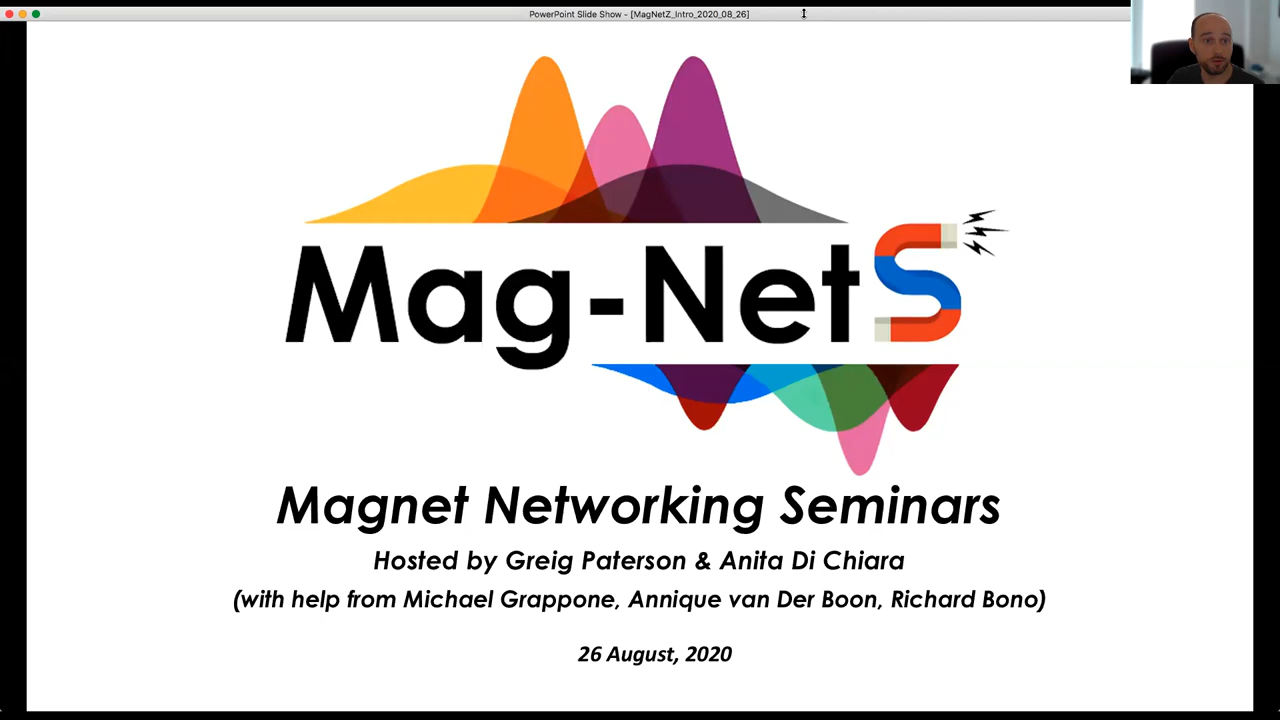 PowerPoint Slide Show - [MagNetZ_Intro_2020_08_26]
Mag-NetS
Magnet Networking Seminars
Hosted by Greig Paterson & Anita Di Chiara
(with help from Michael Grappone, Annique van Der Boon, Richard Bono)
26 August, 2020